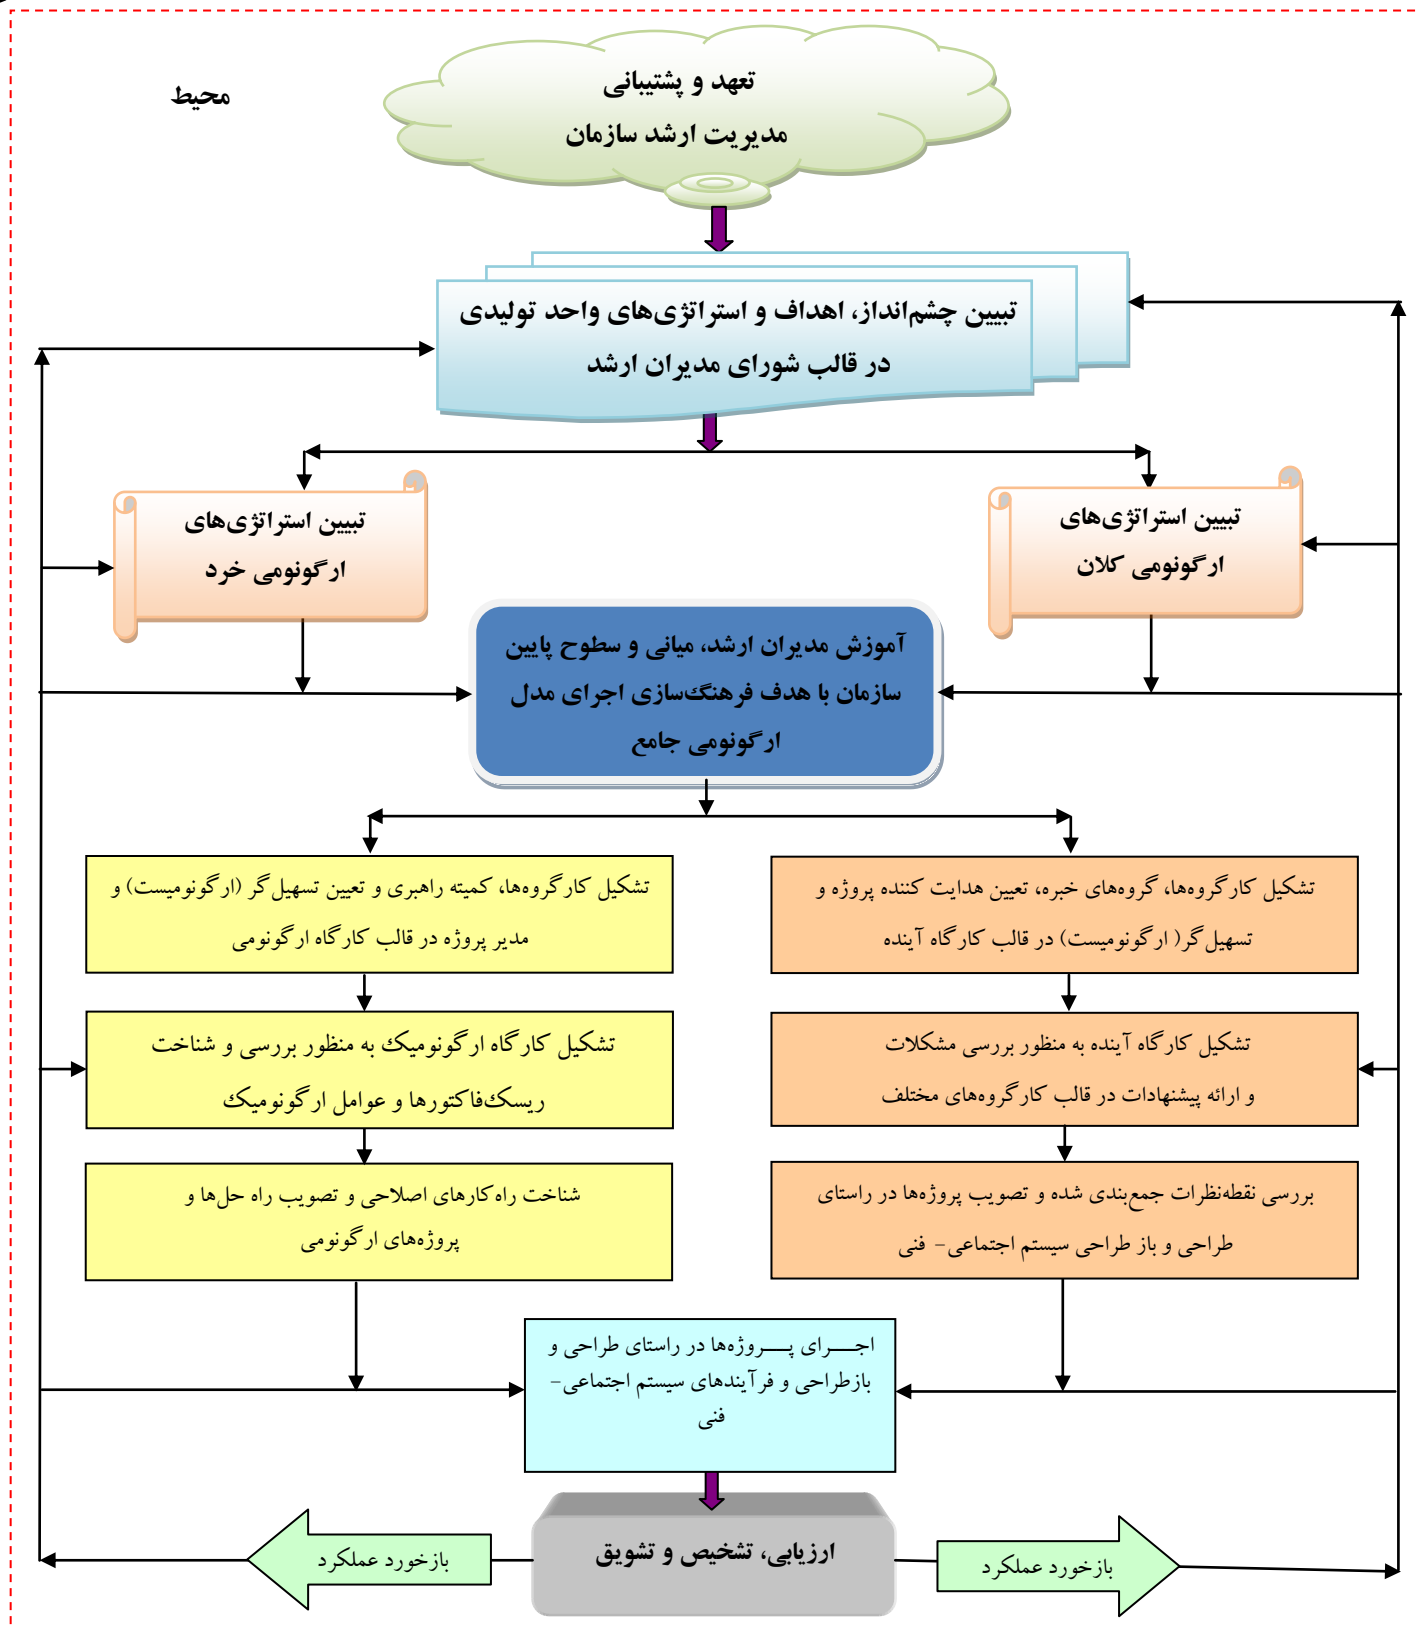 محیط
تعهد و پشتیبانی
مدیریت ارشد سازمان
تبیین چشم‌انداز، اهداف و استراتژی‌های واحد تولیدی
در قالب شورای مدیران ارشد
تبیین استراتژی‌های
ارگونومی کلان
تبیین استراتژی‌های
ارگونومی خرد
آموزش مدیران ارشد، میانی و سطوح پایین
سازمان با هدف فرهنگ‌سازی اجرای مدل
ارگونومی جامع
تشکیل کارگروه‌ها، گروه‌های خبره، تعیین هدایت کننده پروژه و
تسهیل‌گر( ارگونومیست) در قالب کارگاه آینده
تشکیل کارگروه‌ها، کمیته راهبری و تعیین تسهیل‌گر (ارگونومیست) و
مدیر پروژه در قالب کارگاه ارگونومی
تشکیل کارگاه آینده به منظور بررسی مشکلات
و ارائه پیشنهادات در قالب کارگروه‌های مختلف
تشکیل کارگاه ارگونومیک به منظور بررسی و شناخت
ریسک‌فاکتورها و عوامل ارگونومیک
بررسی نقطه‌نظرات جمع‌بندی شده و تصویب پروژه‌ها در راستای
طراحی و باز طراحی سیستم اجتماعی- فنی
شناخت راه‌کارهای اصلاحی و تصویب راه حل‌ها و
پروژه‌های ارگونومی
اجــــرای پــــروژه‌ها در راستای طراحی و
بازطراحی و فرآیندهای سیستم اجتماعی-
فنی
ارزیابی، تشخیص و تشویق
بازخورد عملکرد
بازخورد عملکرد